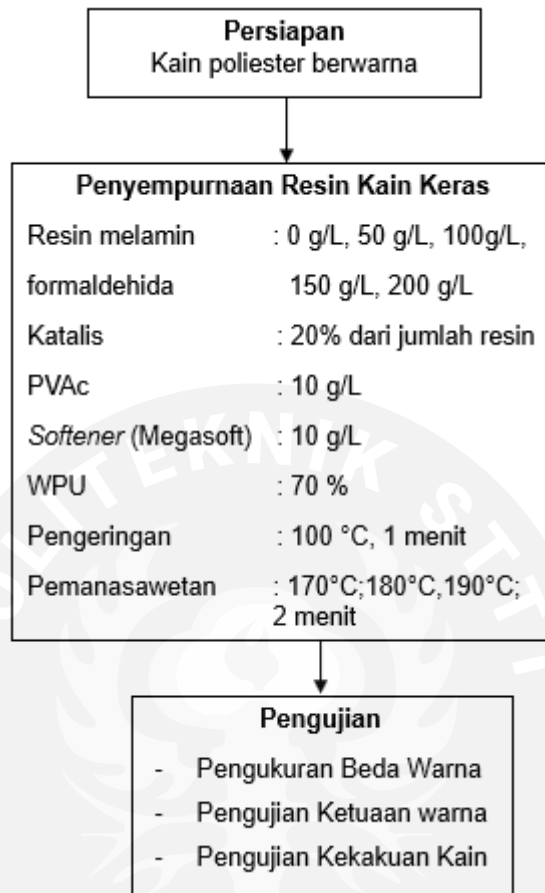 Persiapan
Kain poliester berwarna
Penyempurnaan Resin Kain Keras
Resin melamin : 0 g/L, 50 g/L, 100g/L,
formaldehida 150 g/L, 200 g/L
Katalis : 20% dari jumlah resin
PVAc : 10 g/L
Softener (Megasoft) : 10 g/L
WPU : 70 %
Pengeringan : 100 °C, 1 menit
Pemanasawetan : 170°C;180°C,190°C;
2 menit
Pengujian
- Pengukuran Beda Warna
- Pengujian Ketuaan warna
- Pengujian Kekakuan Kain